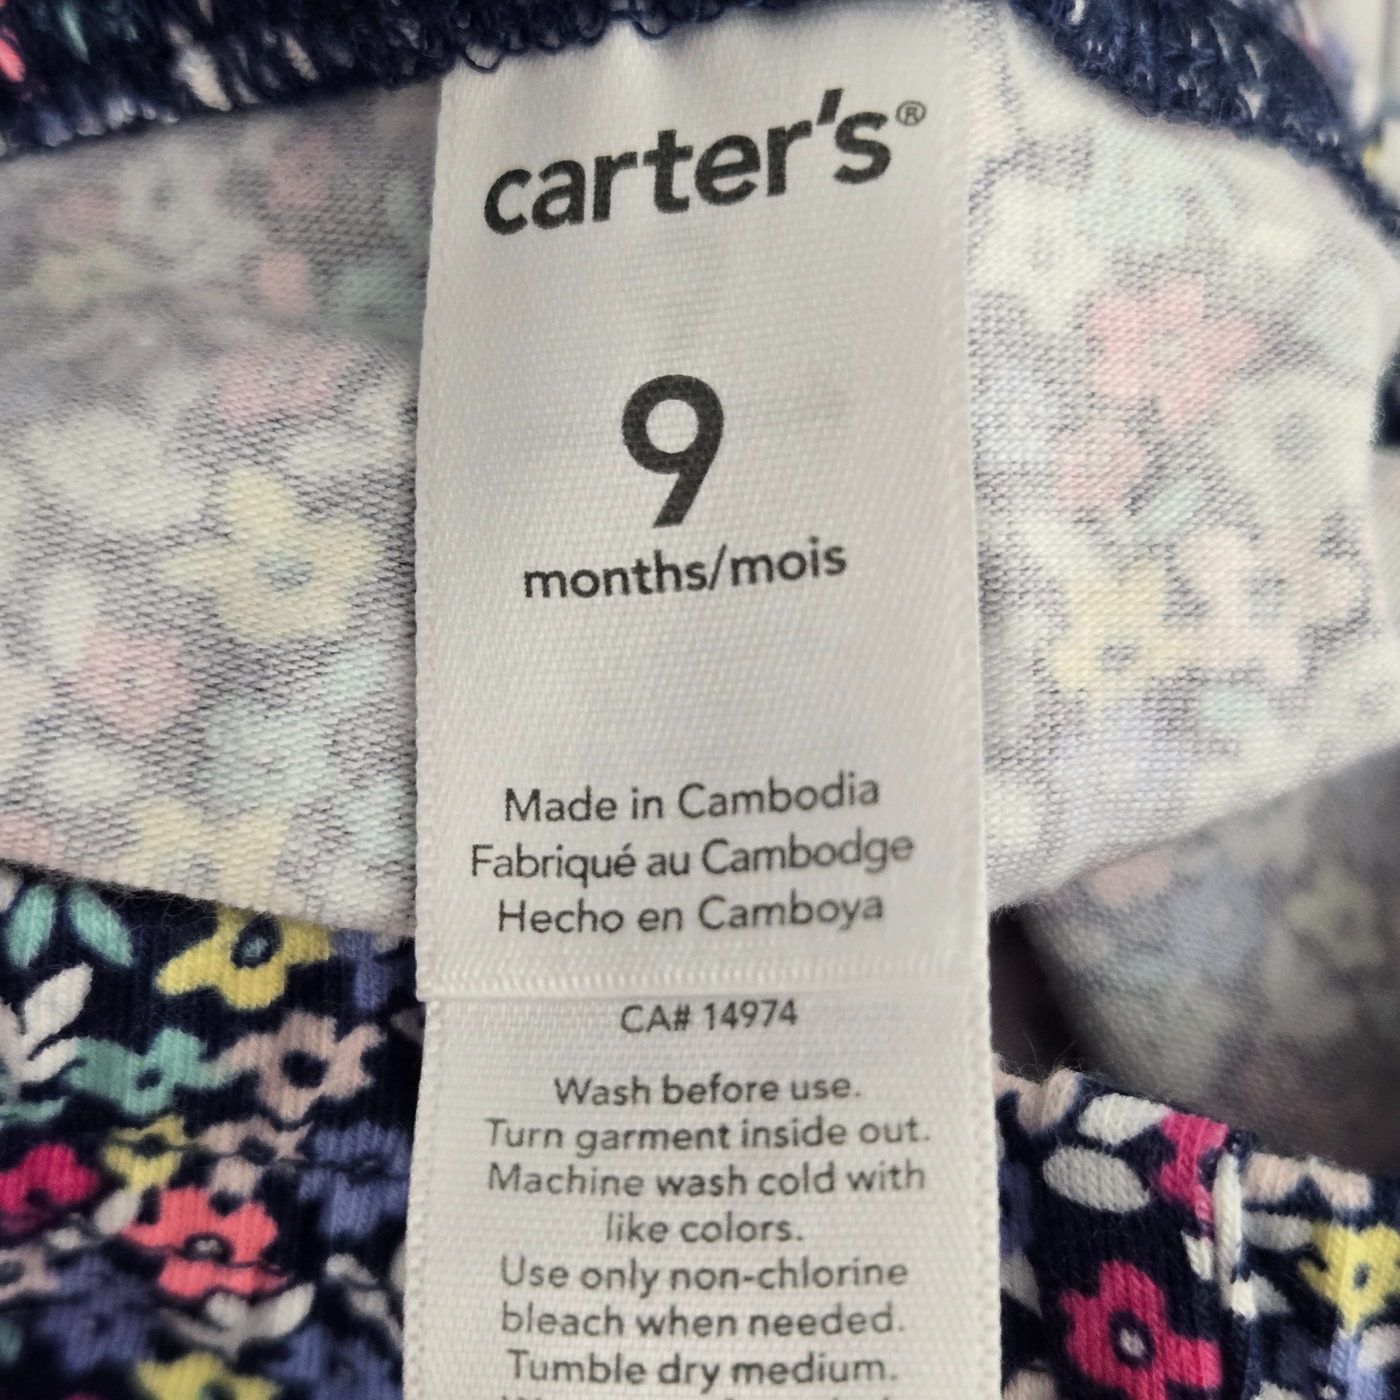 carter's®
9
months/mois
Made in Cambodia
Fabriqué au Cambodge
Hecho en Camboya
CA# 14974
Wash before use.
Turn garment inside out.
Machine wash cold with
like colors.
Use only non-chlorine
bleach when needed.
Tumble dry medium.